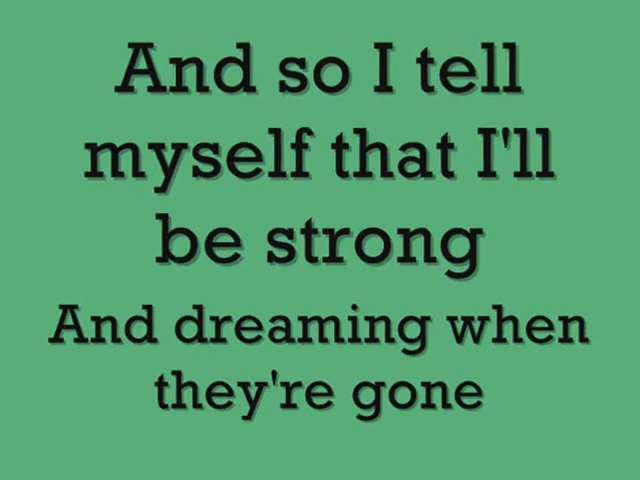 And so I tell
myself that I'll
be strong
And dreaming when
they're gone